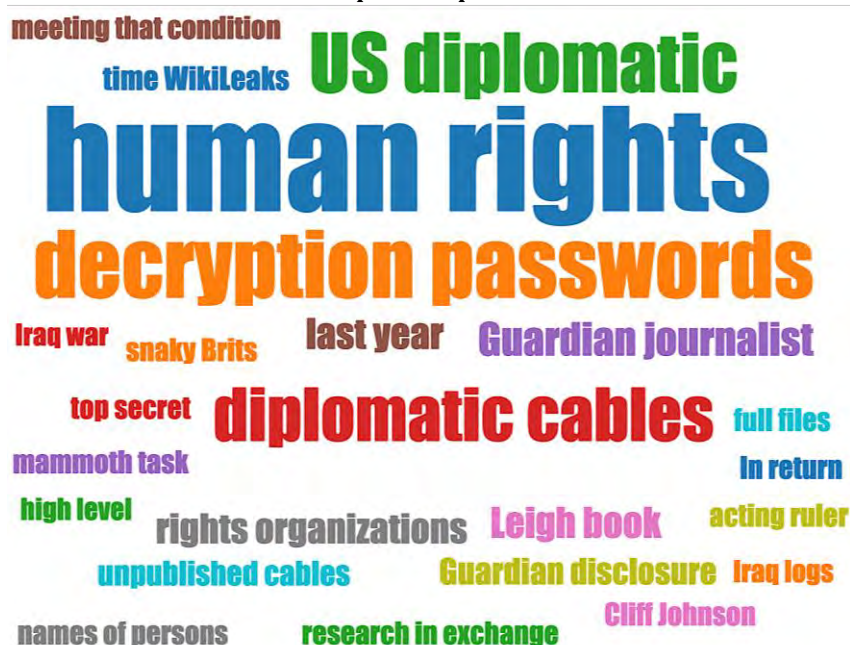 meeting that condition
time WikiLeaks
US diplomatic
human rights
decryption passwords
Iraq war
snaky Brits
last year
Guardian journalist
top secret
diplomatic cables
full files
mammoth task
In return
high level
rights organizations
Leigh book
acting ruler
unpublished cables
Guardian disclosure
Iraq logs
Cliff Johnson
names of persons
research in exchange